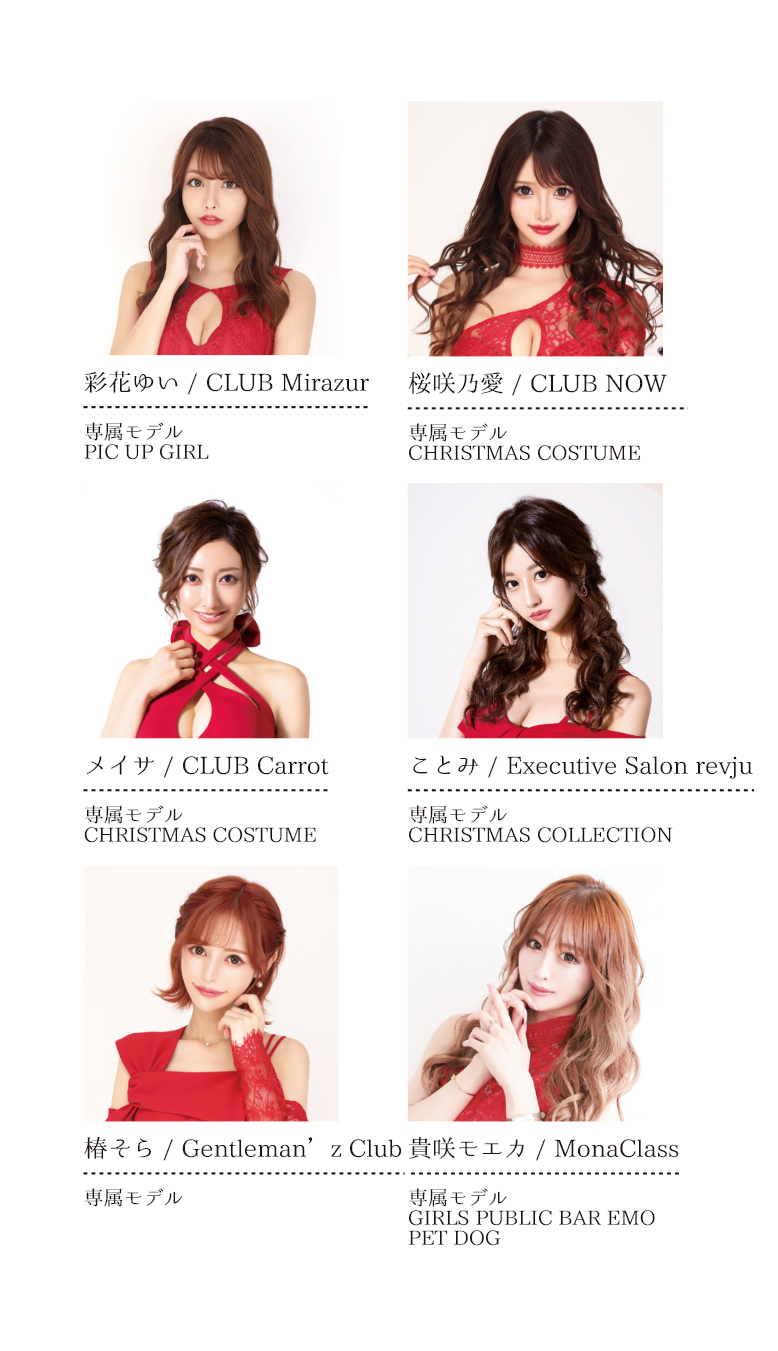 彩花ゆい / CLUB Mirazur
専属モデル
PIC UP GIRL
桜咲乃愛 / CLUB NOW
専属モデル
CHRISTMAS COSTUME
メイサ / CLUB Carrot
専属モデル
CHRISTMAS COSTUME
ことみ / Executive Salon revju
専属モデル
CHRISTMAS COLLECTION
椿そら / Gentleman’z Club
専属モデル
貴咲モエカ / MonaClass
専属モデル
GIRLS PUBLIC BAR EMO
PET DOG